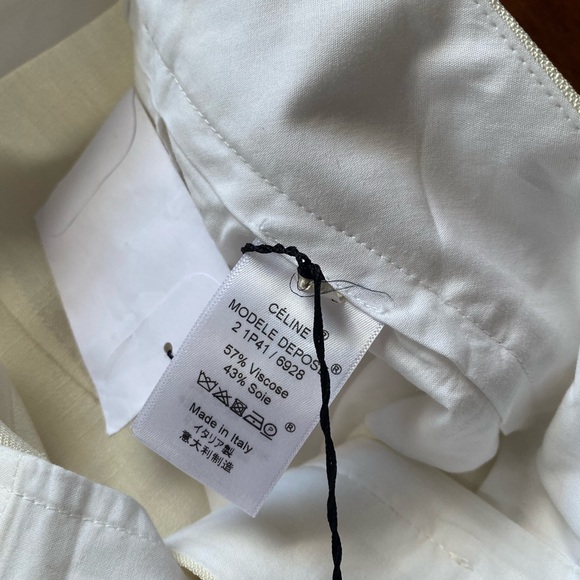 CÉLINE ®
MODELE DEPOSE ®
2 1P41 / 6928
57% Viscose
43% Soie
®
Made in Italy
イタリア製
意大利制造